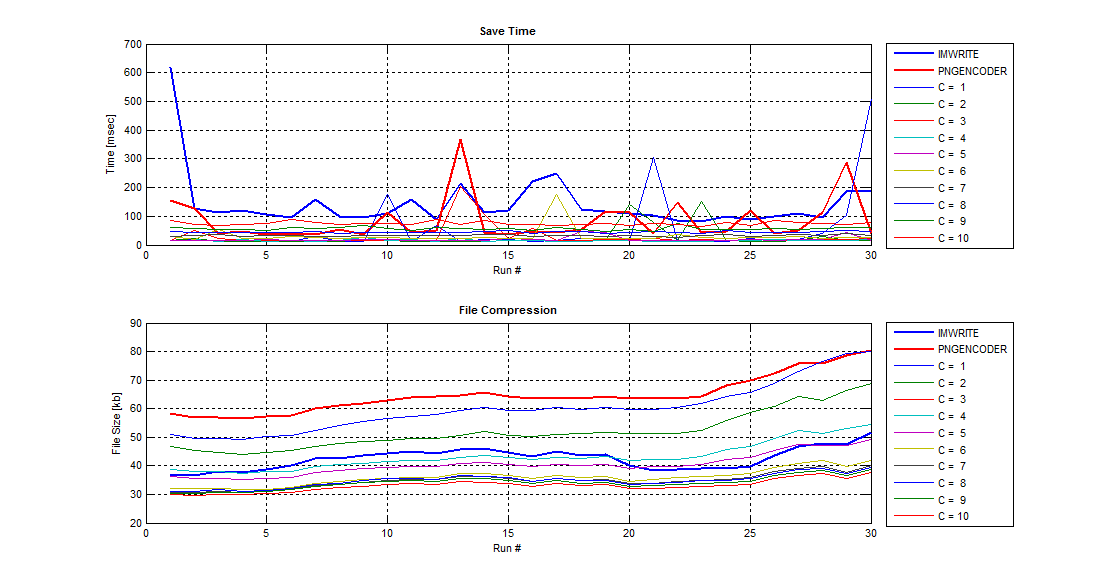 Save Time
700
600
500
400
300
200
100
0
Time [msec]
0 5 10 15 20 25 30
Run #
IMWRITE
PNGENCODER
C = 1
C = 2
C = 3
C = 4
C = 5
C = 6
C = 7
C = 8
C = 9
C = 10
File Compression
90
80
70
60
50
40
30
20
File Size [kb]
0 5 10 15 20 25 30
Run #
IMWRITE
PNGENCODER
C = 1
C = 2
C = 3
C = 4
C = 5
C = 6
C = 7
C = 8
C = 9
C = 10